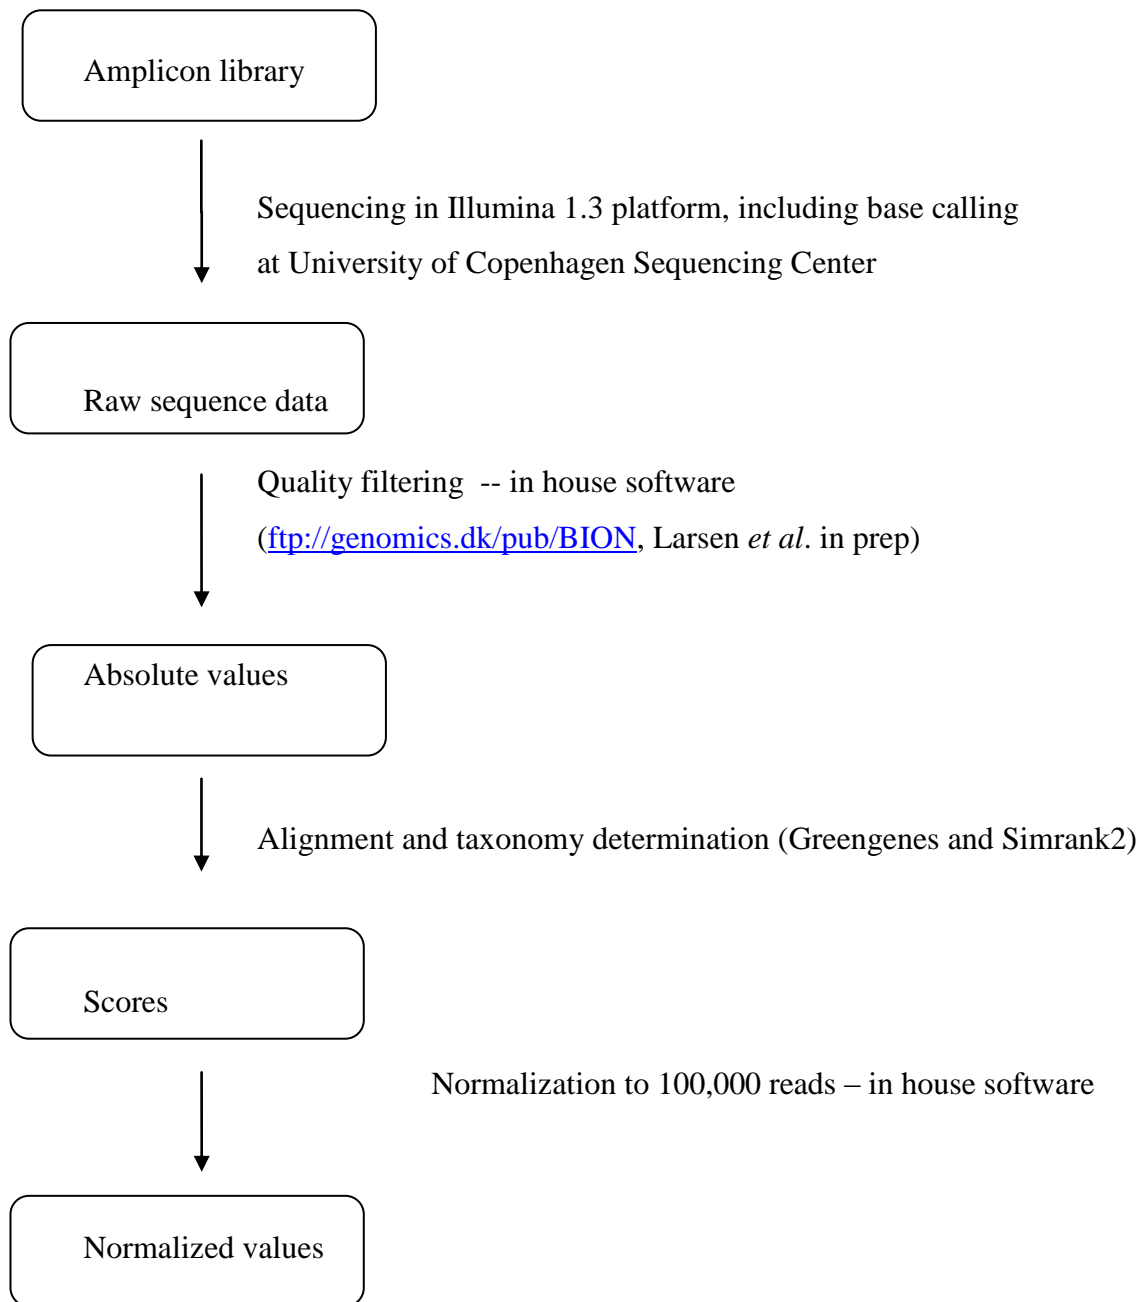 Amplicon library
Sequencing in Illumina 1.3 platform, including base calling
at University of Copenhagen Sequencing Center
Raw sequence data
Quality filtering -- in house software
(ftp://genomics.dk/pub/BION, Larsen et al. in prep)
Absolute values
Alignment and taxonomy determination (Greengenes and Simrank2)
Scores
Normalization to 100,000 reads – in house software
Normalized values